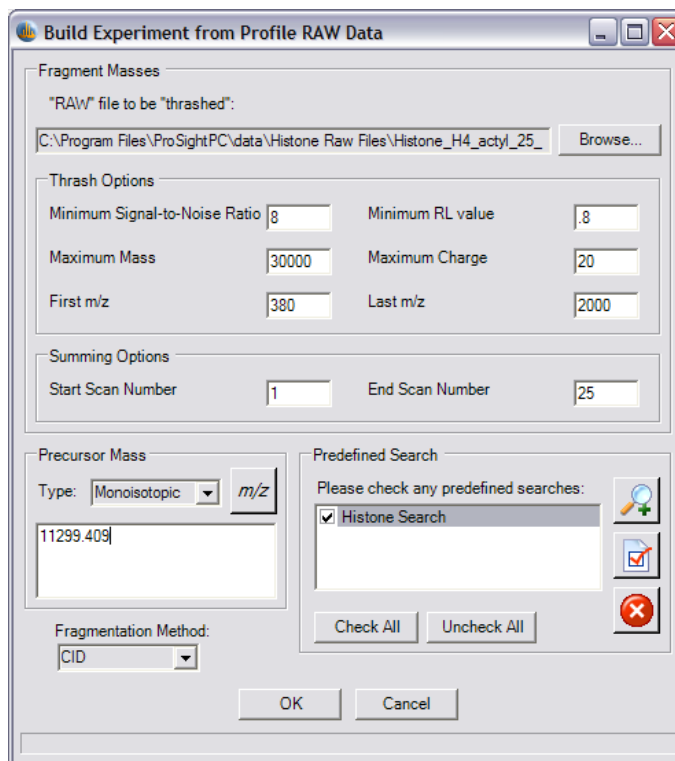 Build Experiment from Profile RAW Data
Fragment Masses
"RAW" file to be "thrashed":
C:\Program Files\ProSightPC\data\Histone Raw Files\Histone_H4_actyl_25_ Browse...
Thrash Options
Minimum Signal-to-Noise Ratio 8 Minimum RL value .8
Maximum Mass 30000 Maximum Charge 20
First m/z 380 Last m/z 2000
Summing Options
Start Scan Number 1 End Scan Number 25
Precursor Mass
Type: Monoisotopic m/z
11299.409
Fragmentation Method:
CID
Predefined Search
Please check any predefined searches:
Histone Search
Check All Uncheck All
OK Cancel